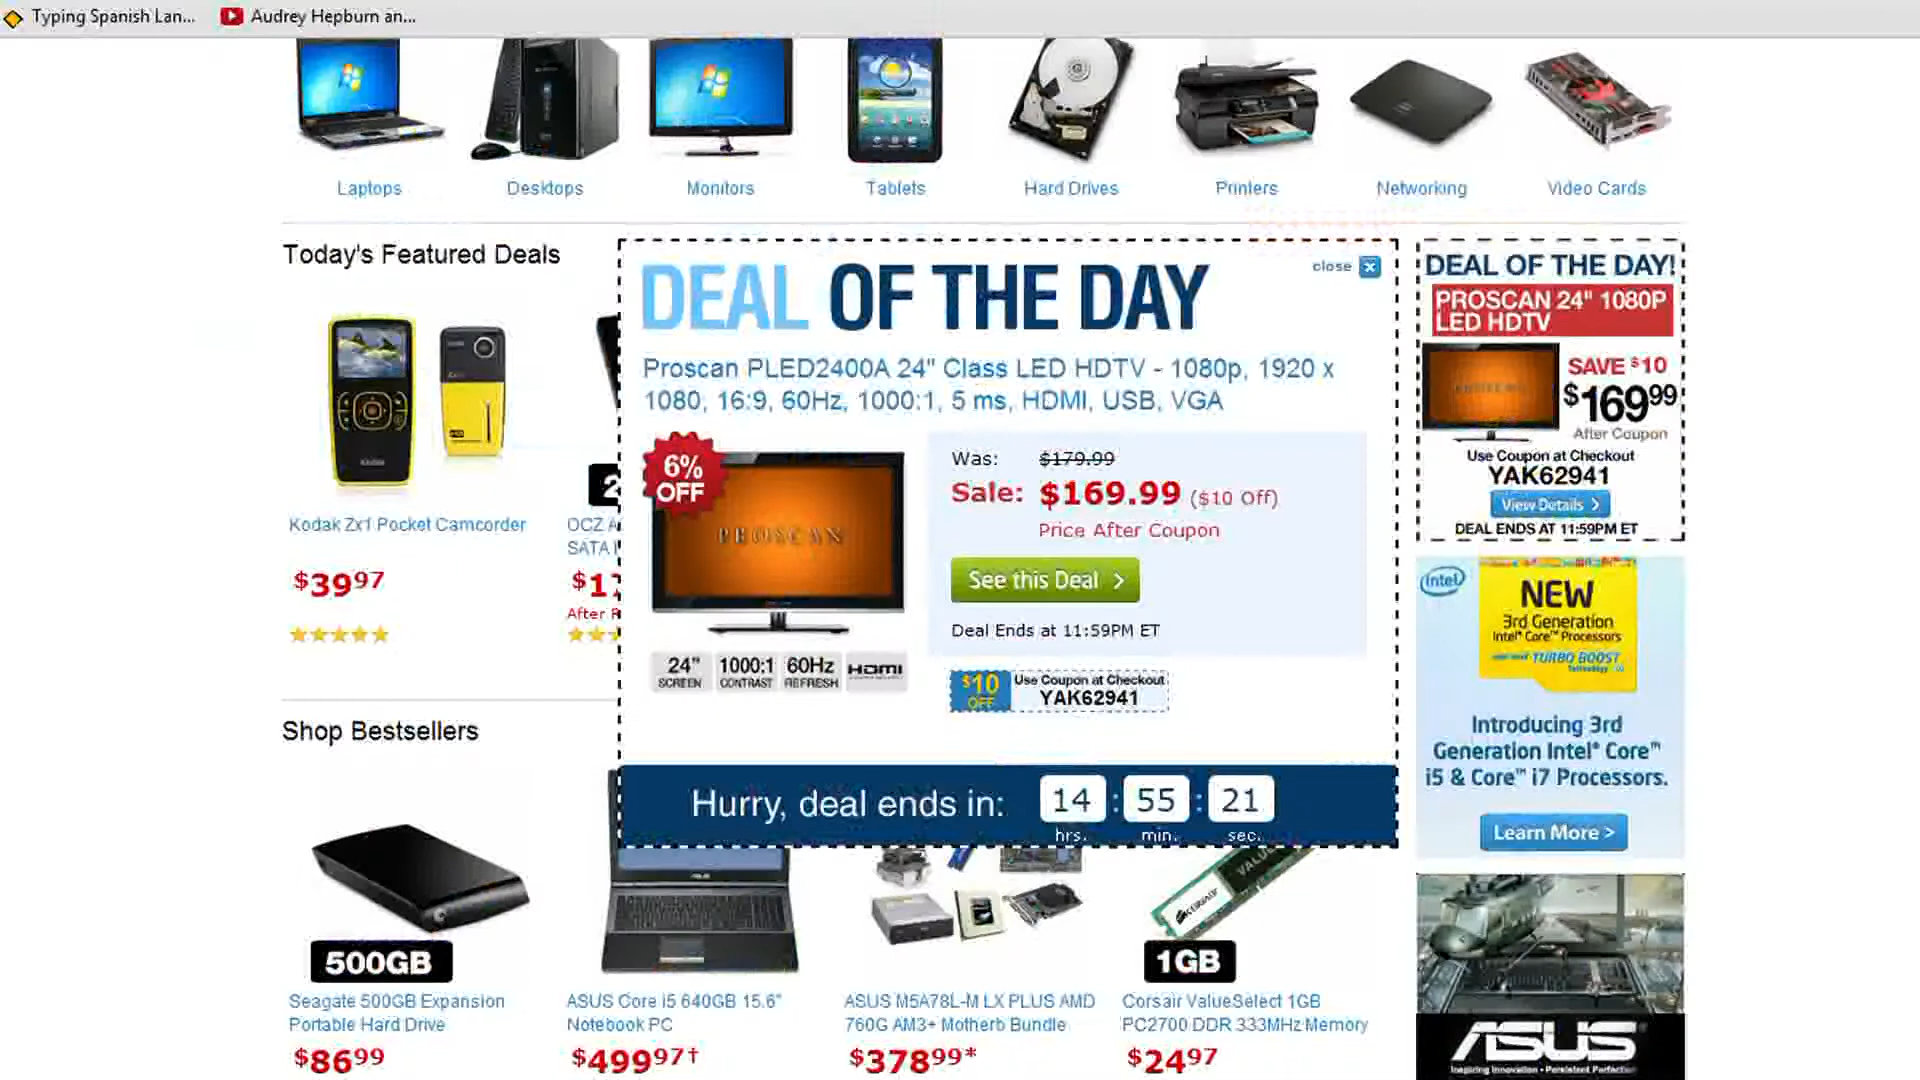 Typing Spanish Lan...
Audrey Hepburn an...
Laptops
Desktops
Monitors
Tablets
Hard Drives
Printers
Networking
Video Cards
Today's Featured Deals
Kodak Zx1 Pocket Camcorder
$39.97
OCZ A
SATA I
$17
After R
DEAL OF THE DAY
close
Proscan PLED2400A 24" Class LED HDTV - 1080p, 1920 x
1080, 16:9, 60Hz, 1000:1, 5 ms, HDMI, USB, VGA
6%
OFF
PROSCAN
24"
SCREEN
1000:1
CONTRAST
60Hz
REFRESH
HDMI
Was: $179.99
Sale: $169.99 ($10 Off)
Price After Coupon
See this Deal >
Deal Ends at 11:59PM ET
$10
OFF
Use Coupon at Checkout
YAK62941
Hurry, deal ends in: 14 : 55 : 21
hrs. min. sec.
DEAL OF THE DAY!
PROSCAN 24" 1080P
LED HDTV
SAVE $10
$169.99
After Coupon
Use Coupon at Checkout
YAK62941
View Details >
DEAL ENDS AT 11:59PM ET
intel
NEW
3rd Generation
Intel® Core™ Processors
TURBO BOOST
Introducing 3rd
Generation Intel® Core™
i5 & Core™ i7 Processors.
Learn More >
Shop Bestsellers
500GB
Seagate 500GB Expansion
Portable Hard Drive
$86.99
ASUS Core i5 640GB 15.6"
Notebook PC
$499.97†
ASUS M5A78L-M LX PLUS AMD
760G AM3+ Motherb Bundle
$378.99*
VALUE
CORSAIR
1GB
Corsair ValueSelect 1GB
PC2700 DDR 333MHz Memory
$24.97
ASUS
Inspiring Innovation • Persistent Perfection